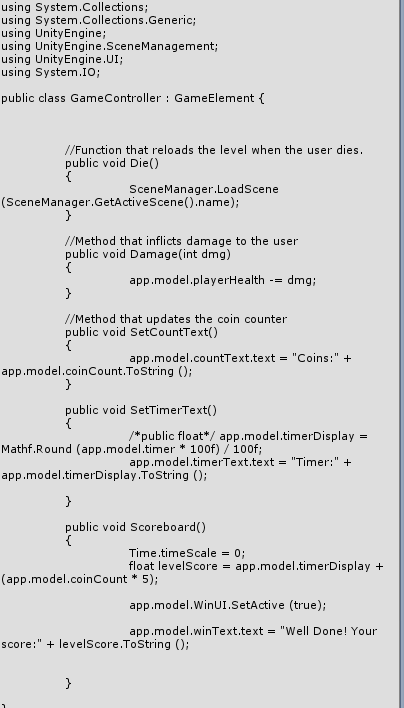 using System.Collections;
using System.Collections.Generic;
using UnityEngine;
using UnityEngine.SceneManagement;
using UnityEngine.UI;
using System.IO;
public class GameController : GameElement {
//Function that reloads the level when the user dies.
public void Die()
{
SceneManager.LoadScene
(SceneManager.GetActiveScene().name);
}
//Method that inflicts damage to the user
public void Damage(int dmg)
{
app.model.playerHealth -= dmg;
}
//Method that updates the coin counter
public void SetCountText()
{
app.model.countText.text = "Coins:" +
app.model.coinCount.ToString ();
}
public void SetTimerText()
{
/*public float*/ app.model.timerDisplay =
Mathf.Round (app.model.timer * 100f) / 100f;
app.model.timerText.text = "Timer:" +
app.model.timerDisplay.ToString ();
}
public void Scoreboard()
{
Time.timeScale = 0;
float levelScore = app.model.timerDisplay +
(app.model.coinCount * 5);
app.model.WinUI.SetActive (true);
app.model.winText.text = "Well Done! Your
score:" + levelScore.ToString ();
}
}